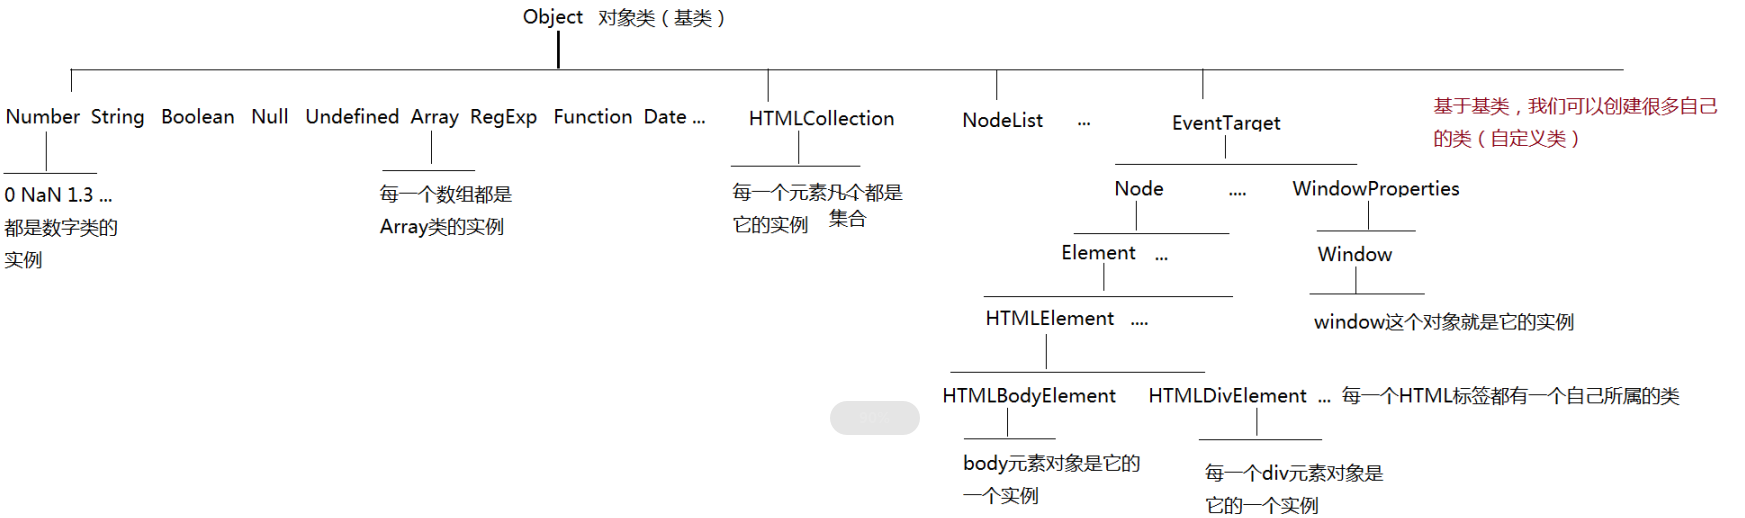 Object 对象类（基类）
Number String Boolean Null Undefined Array RegExp Function Date ...
HTMLCollection
NodeList ...
EventTarget
基于基类，我们可以创建很多自己
的类（自定义类）
0 NaN 1.3 ...
都是数字类的
实例
每一个数组都是
Array类的实例
每一个元素几个都是
它的实例 集合
Node .... WindowProperties
Element ...
Window
HTMLElement ....
window这个对象就是它的实例
HTMLBodyElement HTMLDivElement ... 每一个HTML标签都有一个自己所属的类
body元素对象是它的
一个实例
每一个div元素对象是
它的一个实例